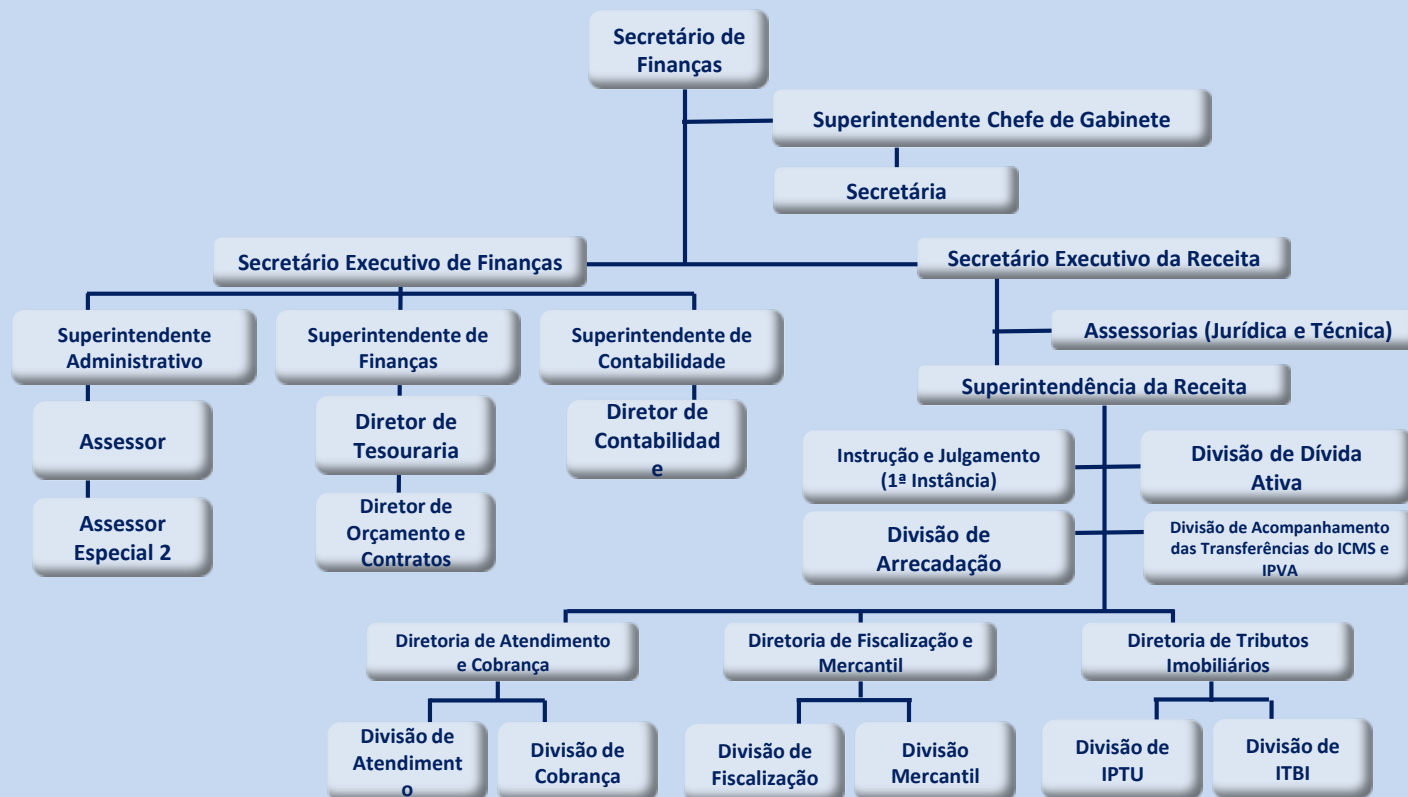 Secretário de
Finanças
Superintendente Chefe de Gabinete
Secretária
Secretário Executivo de Finanças
Secretário Executivo da Receita
Superintendente
Administrativo
Superintendente de
Finanças
Superintendente de
Contabilidade
Assessorias (Jurídica e Técnica)
Superintendência da Receita
Assessor
Diretor de
Tesouraria
Diretor de
Contabilidad
e
Instrução e Julgamento
(1ª Instância)
Divisão de Dívida
Ativa
Assessor
Especial 2
Diretor de
Orçamento e
Contratos
Divisão de
Arrecadação
Divisão de Acompanhamento
das Transferências do ICMS e
IPVA
Diretoria de Atendimento
e Cobrança
Diretoria de Fiscalização e
Mercantil
Diretoria de Tributos
Imobiliários
Divisão de
Atendiment
o
Divisão de
Cobrança
Divisão de
Fiscalização
Divisão
Mercantil
Divisão de
IPTU
Divisão de
ITBI